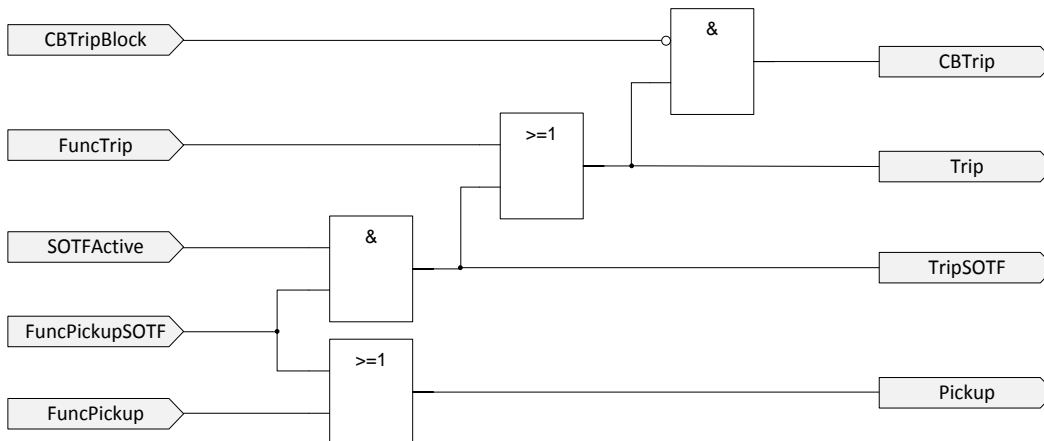 &
CBTripBlock
CBTrip
>=1
FuncTrip
Trip
&
SOTFActive
TripSOTF
FuncPickupSOTF
>=1
Pickup
FuncPickup